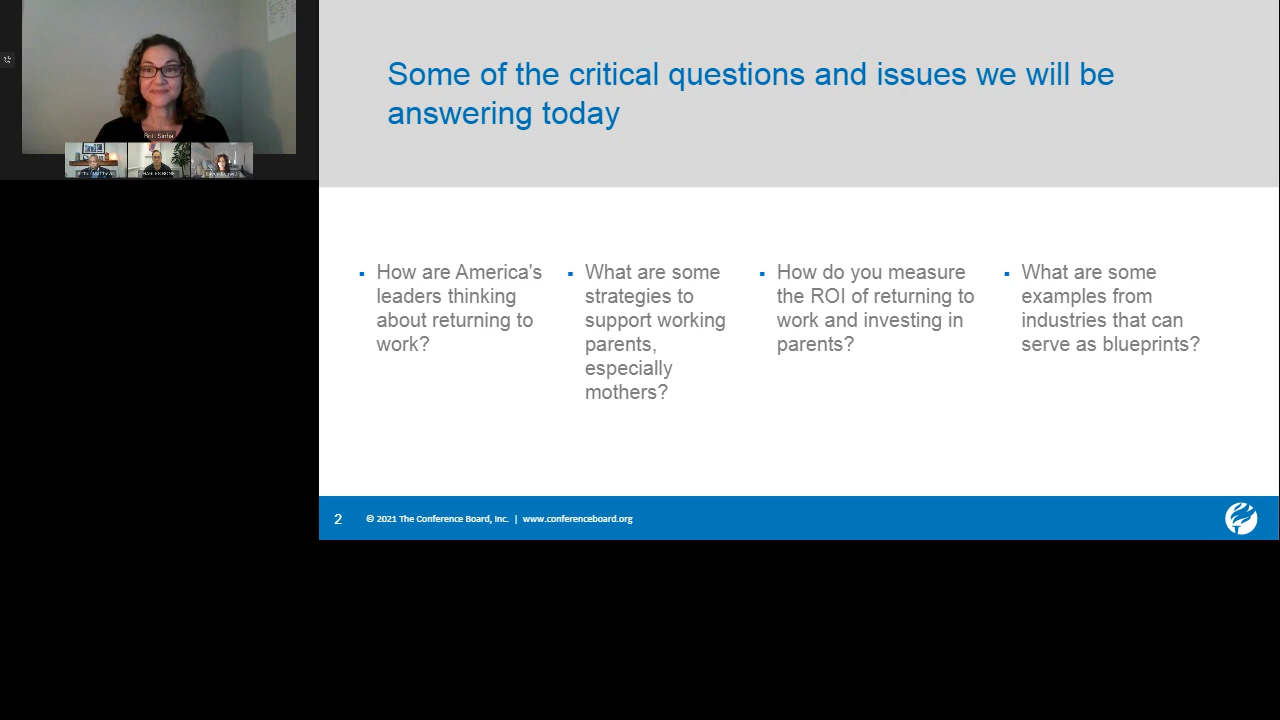 Some of the critical questions and issues we will be
answering today
▪ How are America's
leaders thinking
about returning to
work?
▪ What are some
strategies to
support working
parents,
especially
mothers?
▪ How do you measure
the ROI of returning to
work and investing in
parents?
▪ What are some
examples from
industries that can
serve as blueprints?
2 © 2021 The Conference Board, Inc. | www.conferenceboard.org